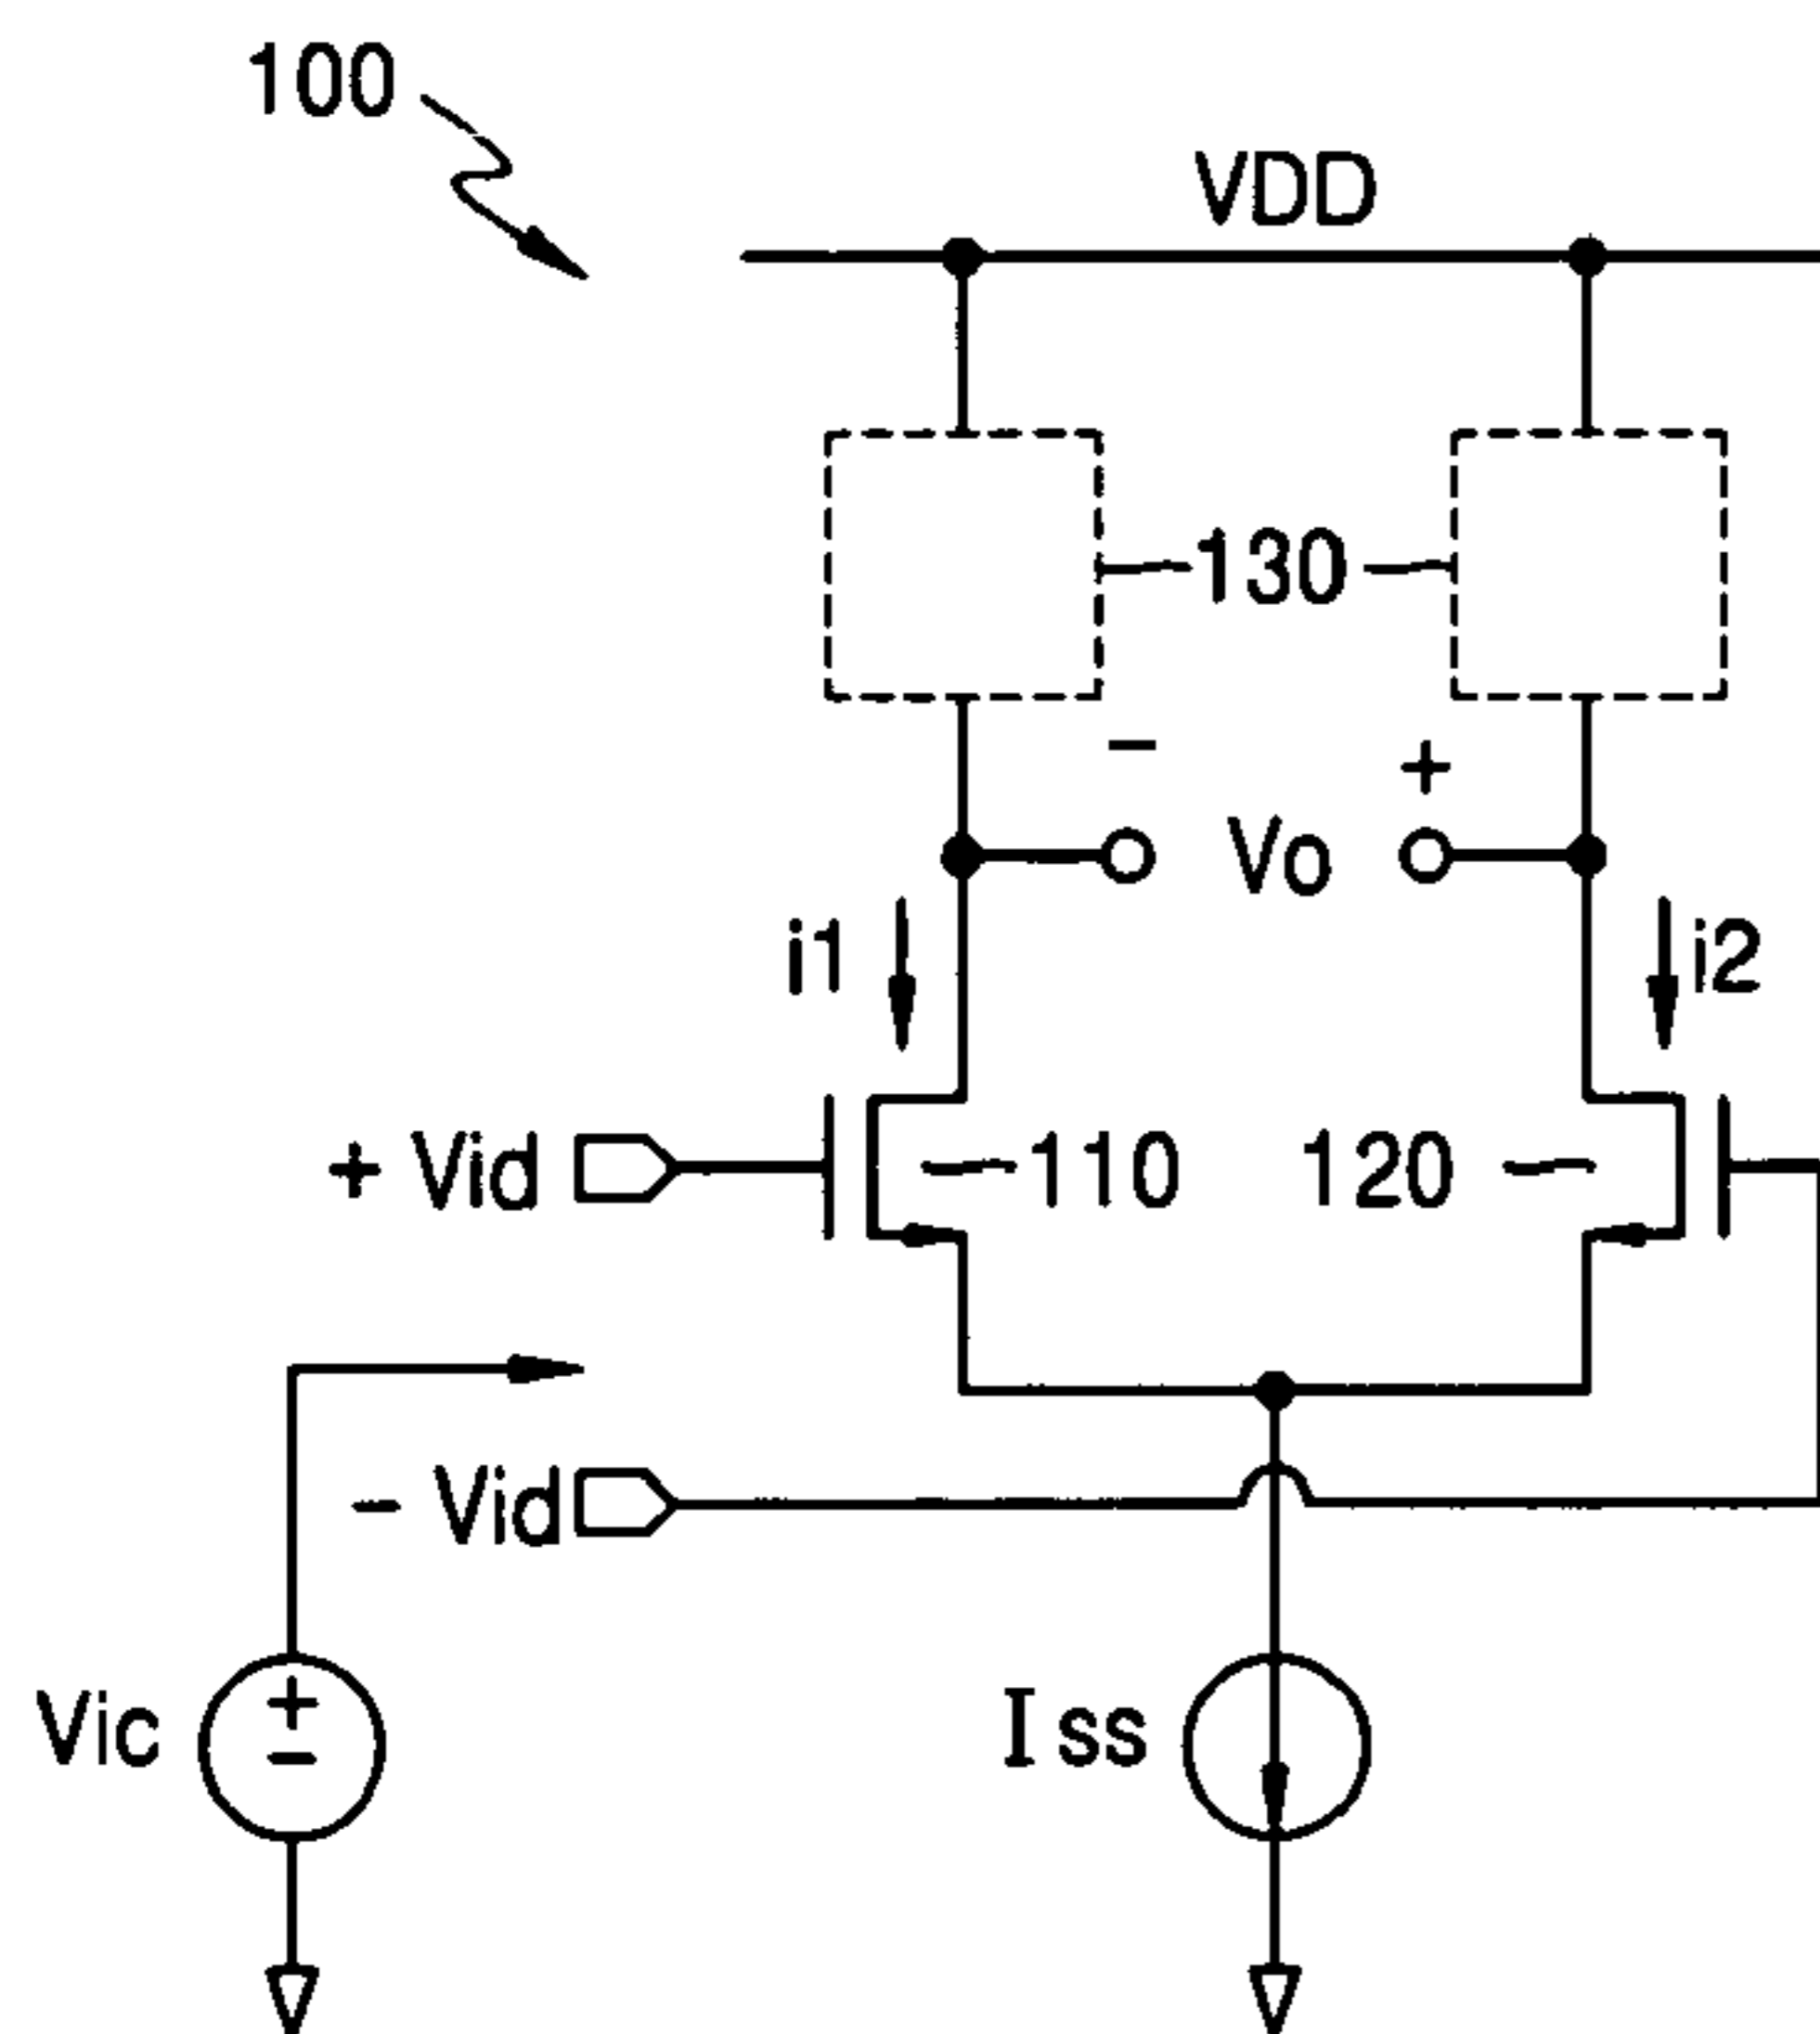 100
VDD
130
− +
Vo
i1
i2
+ Vid
110
120
− Vid
Vic
+
−
Iss